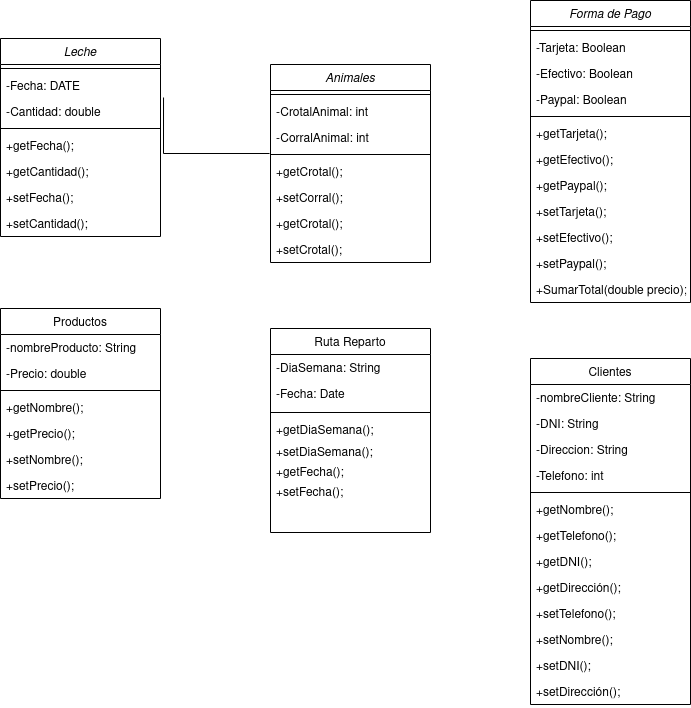 Leche
-Fecha: DATE
-Cantidad: double
+getFecha();
+getCantidad();
+setFecha();
+setCantidad();
Animales
-CrotalAnimal: int
-CorralAnimal: int
+getCrotal();
+setCorral();
+getCrotal();
+setCrotal();
Forma de Pago
-Tarjeta: Boolean
-Efectivo: Boolean
-Paypal: Boolean
+getTarjeta();
+getEfectivo();
+getPaypal();
+setTarjeta();
+setEfectivo();
+setPaypal();
+SumarTotal(double precio);
Productos
-nombreProducto: String
-Precio: double
+getNombre();
+getPrecio();
+setNombre();
+setPrecio();
Ruta Reparto
-DiaSemana: String
-Fecha: Date
+getDiaSemana();
+setDiaSemana();
+getFecha();
+setFecha();
Clientes
-nombreCliente: String
-DNI: String
-Direccion: String
-Telefono: int
+getNombre();
+getTelefono();
+getDNI();
+getDirección();
+setTelefono();
+setNombre();
+setDNI();
+setDirección();